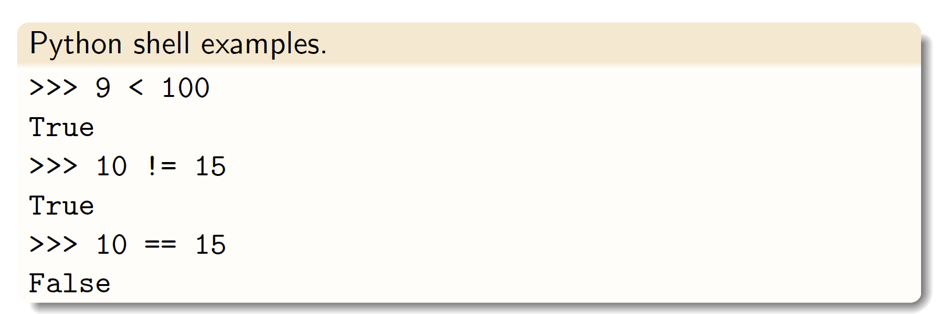 Python shell examples.
>>> 9 < 100
True
>>> 10 != 15
True
>>> 10 == 15
False